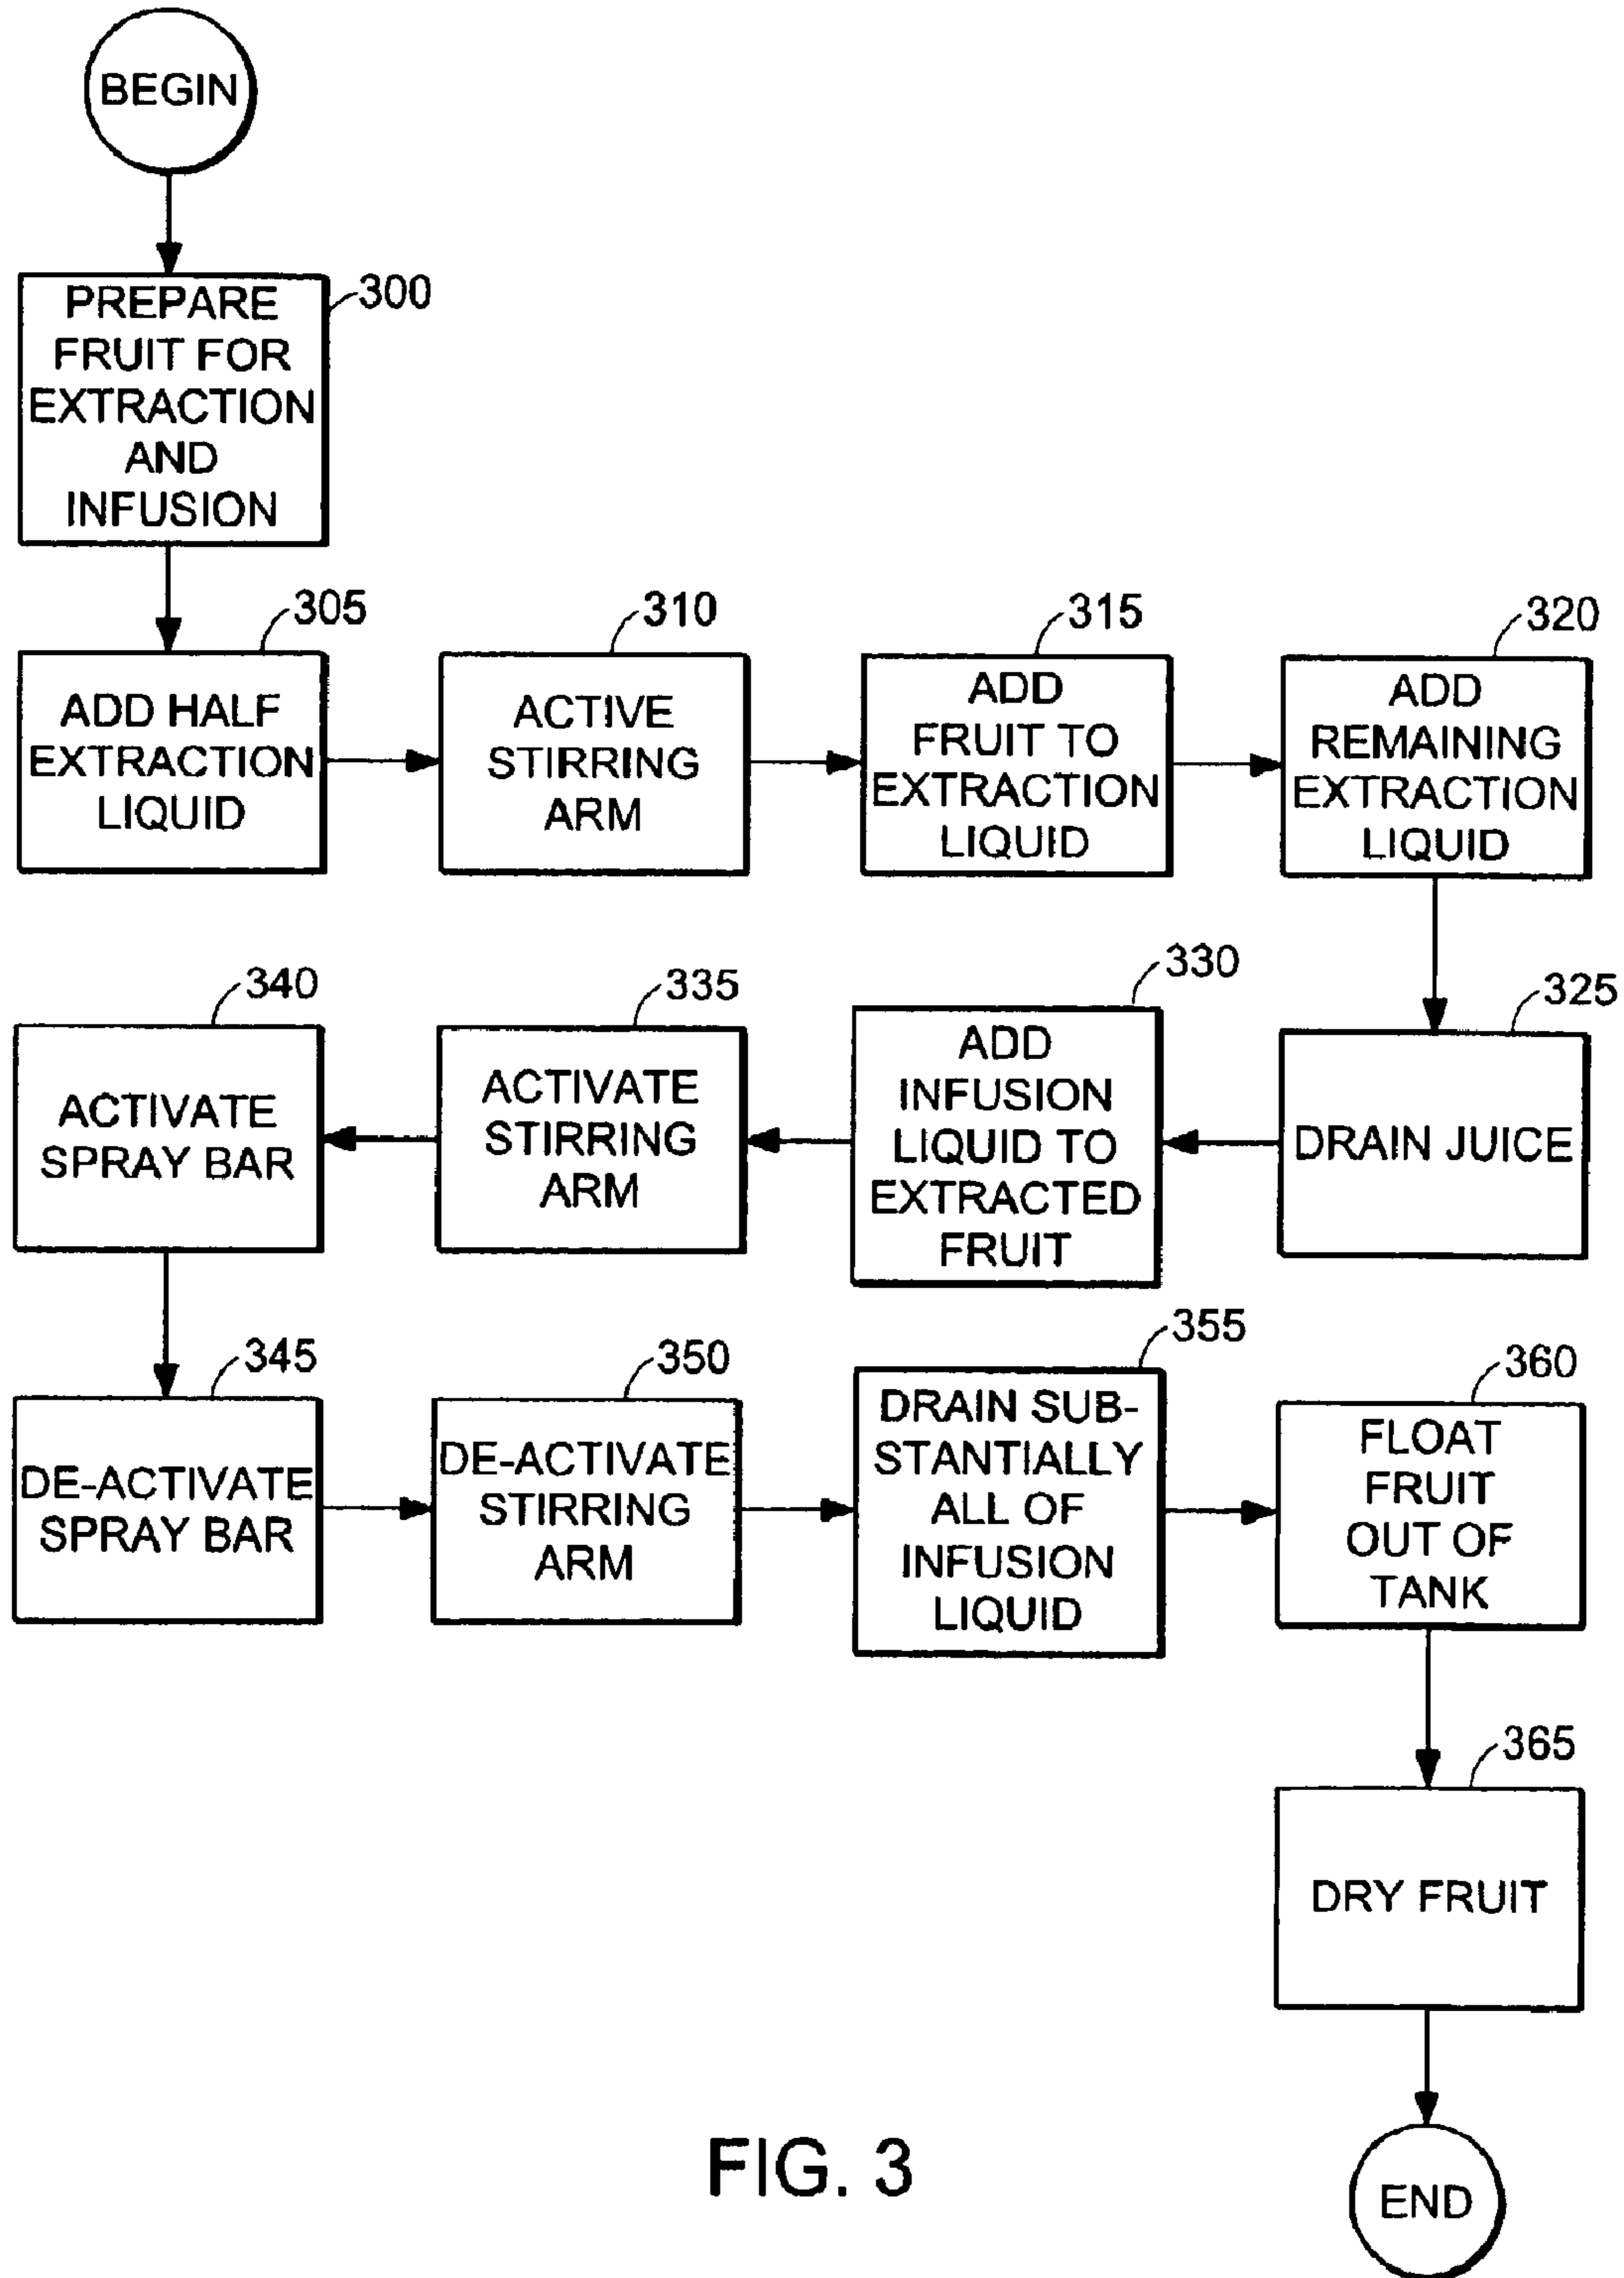 BEGIN
300
PREPARE
FRUIT FOR
EXTRACTION
AND
INFUSION
305
ADD HALF
EXTRACTION
LIQUID
310
ACTIVE
STIRRING
ARM
315
ADD
FRUIT TO
EXTRACTION
LIQUID
320
ADD
REMAINING
EXTRACTION
LIQUID
325
DRAIN JUICE
330
ADD
INFUSION
LIQUID TO
EXTRACTED
FRUIT
335
ACTIVATE
STIRRING
ARM
340
ACTIVATE
SPRAY BAR
345
DE-ACTIVATE
SPRAY BAR
350
DE-ACTIVATE
STIRRING
ARM
355
DRAIN SUB-
STANTIALLY
ALL OF
INFUSION
LIQUID
360
FLOAT
FRUIT
OUT OF
TANK
365
DRY FRUIT
END
FIG. 3